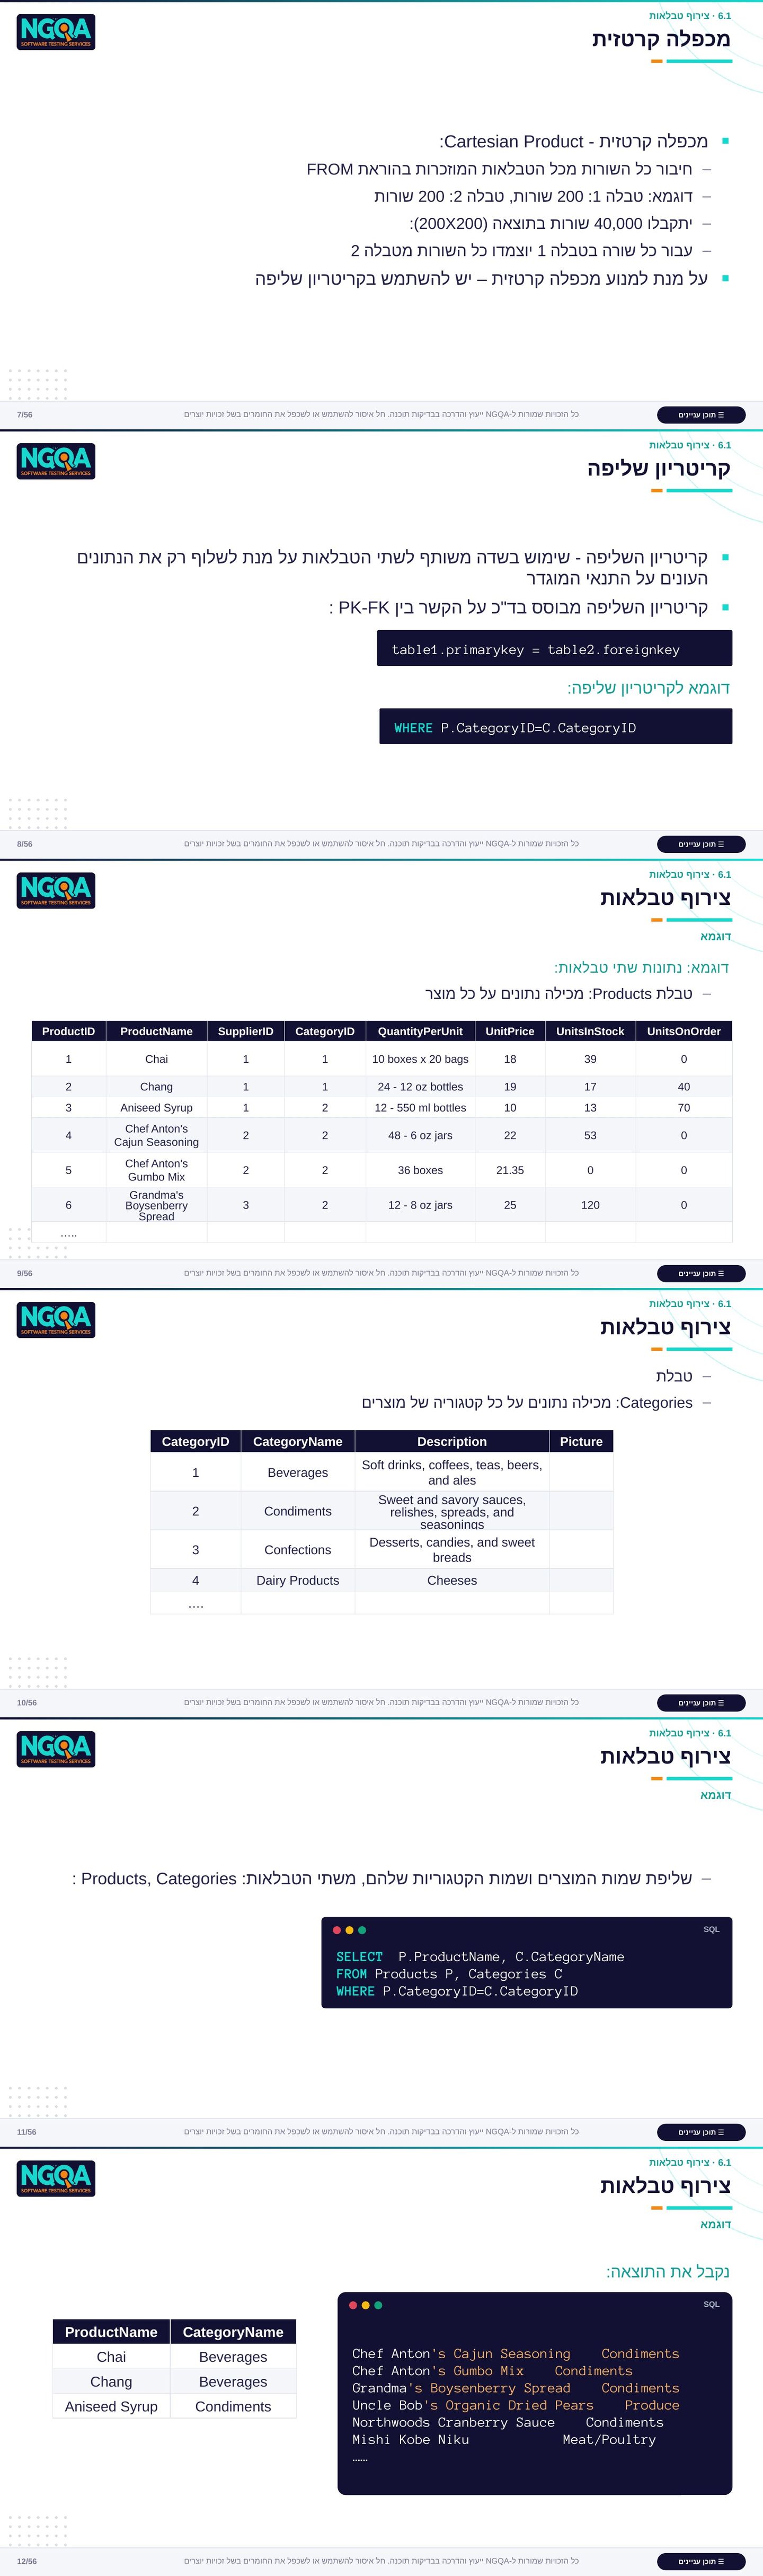 NGQA
SOFTWARE TESTING SERVICES
6.1 · צירוף טבלאות
מכפלה קרטזית
מכפלה קרטזית - Cartesian Product:
– חיבור כל השורות מכל הטבלאות המוזכרות בהוראת FROM
– דוגמא: טבלה 1: 200 שורות, טבלה 2: 200 שורות
– יתקבלו 40,000 שורות בתוצאה (200X200):
– עבור כל שורה בטבלה 1 יוצמדו כל השורות מטבלה 2
על מנת למנוע מכפלה קרטזית – יש להשתמש בקריטריון שליפה
☰ תוכן עניינים
כל הזכויות שמורות ל-NGQA ייעוץ והדרכה בבדיקות תוכנה. חל איסור להשתמש או לשכפל את החומרים בשל זכויות יוצרים
7/56
NGQA
SOFTWARE TESTING SERVICES
6.1 · צירוף טבלאות
קריטריון שליפה
קריטריון השליפה - שימוש בשדה משותף לשתי הטבלאות על מנת לשלוף רק את הנתונים
העונים על התנאי המוגדר
קריטריון השליפה מבוסס בד"כ על הקשר בין PK-FK :
table1.primarykey = table2.foreignkey
דוגמא לקריטריון שליפה:
WHERE P.CategoryID=C.CategoryID
☰ תוכן עניינים
כל הזכויות שמורות ל-NGQA ייעוץ והדרכה בבדיקות תוכנה. חל איסור להשתמש או לשכפל את החומרים בשל זכויות יוצרים
8/56
NGQA
SOFTWARE TESTING SERVICES
6.1 · צירוף טבלאות
צירוף טבלאות
דוגמא
דוגמא: נתונות שתי טבלאות:
– טבלת Products: מכילה נתונים על כל מוצר
ProductID ProductName SupplierID CategoryID QuantityPerUnit UnitPrice UnitsInStock UnitsOnOrder
1 Chai 1 1 10 boxes x 20 bags 18 39 0
2 Chang 1 1 24 - 12 oz bottles 19 17 40
3 Aniseed Syrup 1 2 12 - 550 ml bottles 10 13 70
4 Chef Anton's Cajun Seasoning 2 2 48 - 6 oz jars 22 53 0
5 Chef Anton's Gumbo Mix 2 2 36 boxes 21.35 0 0
6 Grandma's Boysenberry Spread 3 2 12 - 8 oz jars 25 120 0
…..
☰ תוכן עניינים
כל הזכויות שמורות ל-NGQA ייעוץ והדרכה בבדיקות תוכנה. חל איסור להשתמש או לשכפל את החומרים בשל זכויות יוצרים
9/56
NGQA
SOFTWARE TESTING SERVICES
6.1 · צירוף טבלאות
צירוף טבלאות
– טבלת
– Categories: מכילה נתונים על כל קטגוריה של מוצרים
CategoryID CategoryName Description Picture
1 Beverages Soft drinks, coffees, teas, beers, and ales
2 Condiments Sweet and savory sauces, relishes, spreads, and seasonings
3 Confections Desserts, candies, and sweet breads
4 Dairy Products Cheeses
….
☰ תוכן עניינים
כל הזכויות שמורות ל-NGQA ייעוץ והדרכה בבדיקות תוכנה. חל איסור להשתמש או לשכפל את החומרים בשל זכויות יוצרים
10/56
NGQA
SOFTWARE TESTING SERVICES
6.1 · צירוף טבלאות
צירוף טבלאות
דוגמא
– שליפת שמות המוצרים ושמות הקטגוריות שלהם, משתי הטבלאות: Products, Categories :
SQL
SELECT  P.ProductName, C.CategoryName
FROM Products P, Categories C
WHERE P.CategoryID=C.CategoryID
☰ תוכן עניינים
כל הזכויות שמורות ל-NGQA ייעוץ והדרכה בבדיקות תוכנה. חל איסור להשתמש או לשכפל את החומרים בשל זכויות יוצרים
11/56
NGQA
SOFTWARE TESTING SERVICES
6.1 · צירוף טבלאות
צירוף טבלאות
דוגמא
נקבל את התוצאה:
SQL
Chef Anton's Cajun Seasoning    Condiments
Chef Anton's Gumbo Mix    Condiments
Grandma's Boysenberry Spread    Condiments
Uncle Bob's Organic Dried Pears    Produce
Northwoods Cranberry Sauce    Condiments
Mishi Kobe Niku            Meat/Poultry
……
ProductName CategoryName
Chai Beverages
Chang Beverages
Aniseed Syrup Condiments
☰ תוכן עניינים
כל הזכויות שמורות ל-NGQA ייעוץ והדרכה בבדיקות תוכנה. חל איסור להשתמש או לשכפל את החומרים בשל זכויות יוצרים
12/56